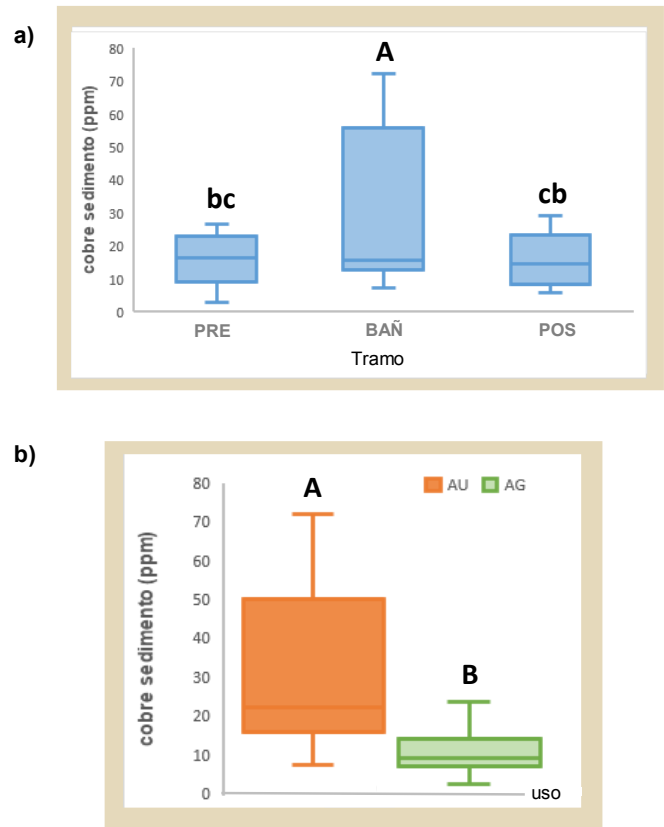 a)
cobre sedimento (ppm)
80
70
60
50
40
30
20
10
0
bc
A
cb
PRE BAÑ POS
Tramo
b)
cobre sedimento (ppm)
80
70
60
50
40
30
20
10
0
A
B
AU AG
uso